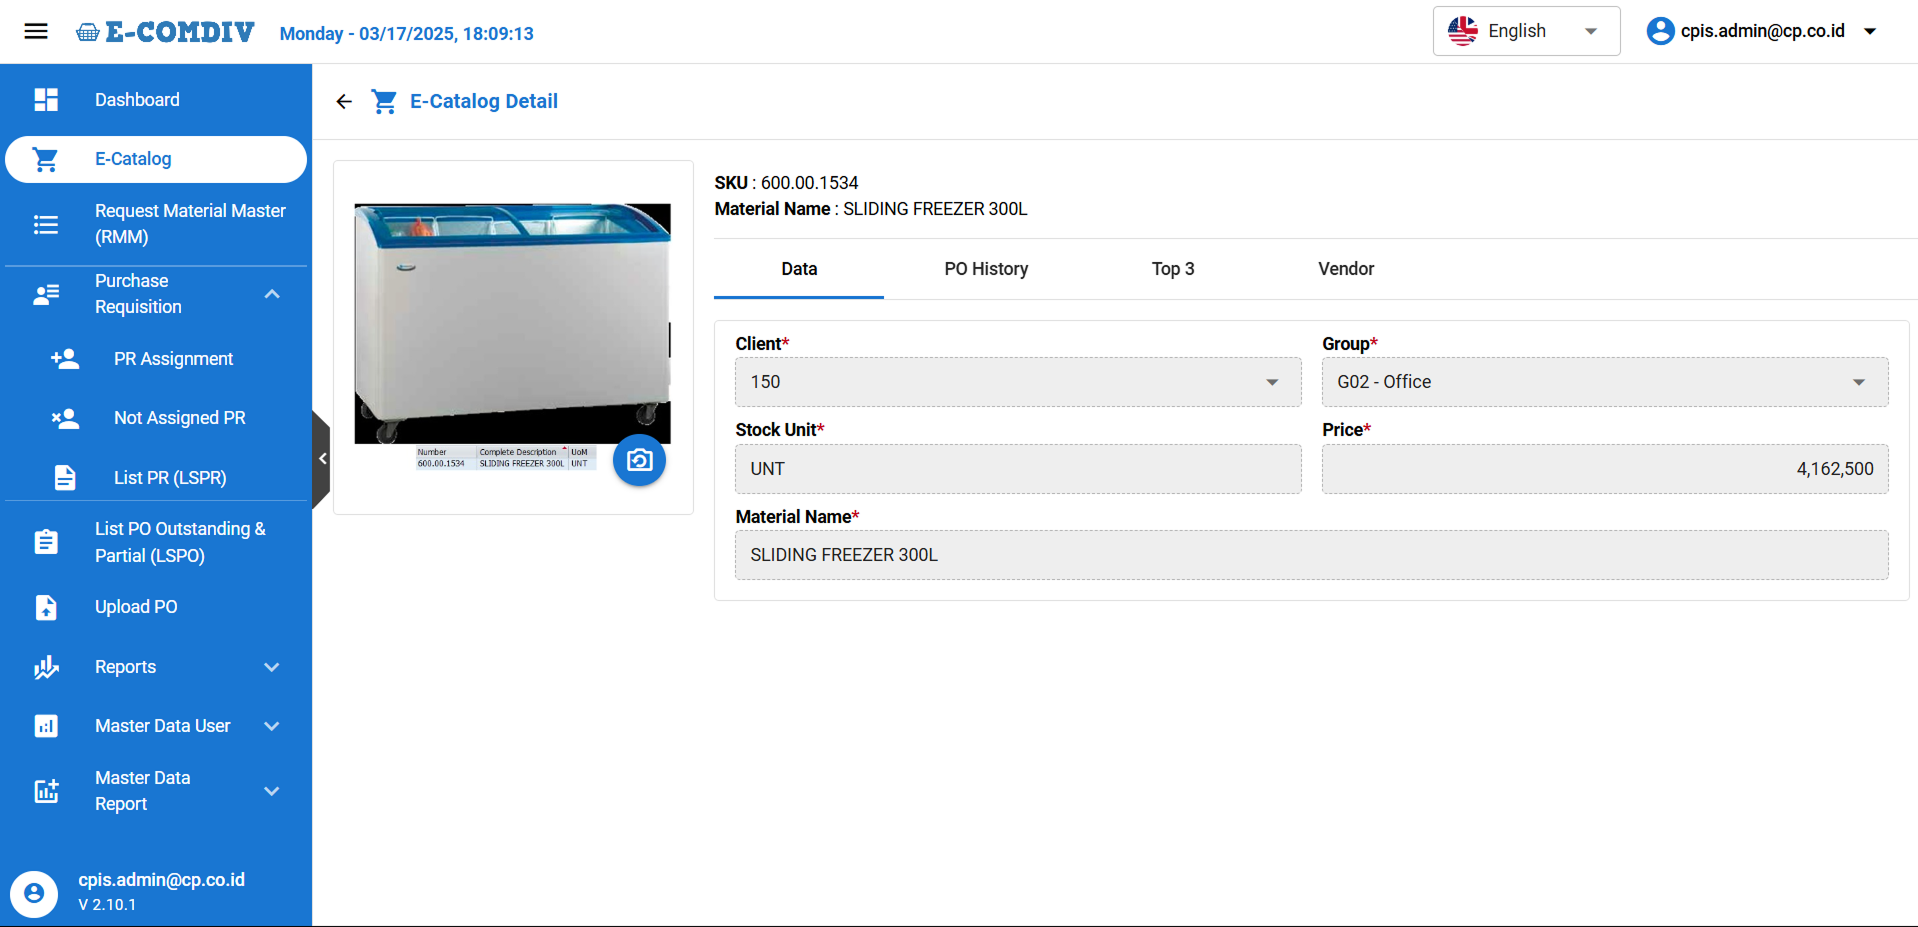 E-COMDIV
Monday - 03/17/2025, 18:09:13
English
cpis.admin@cp.co.id
Dashboard
E-Catalog
Request Material Master
(RMM)
Purchase
Requisition
PR Assignment
Not Assigned PR
List PR (LSPR)
List PO Outstanding &
Partial (LSPO)
Upload PO
Reports
Master Data User
Master Data
Report
cpis.admin@cp.co.id
V 2.10.1
E-Catalog Detail
Number Complete Description UoM
600.00.1534 SLIDING FREEZER 300L UNT
SKU : 600.00.1534
Material Name : SLIDING FREEZER 300L
Data PO History Top 3 Vendor
Client* Group*
150 G02 - Office
Stock Unit* Price*
UNT 4,162,500
Material Name*
SLIDING FREEZER 300L